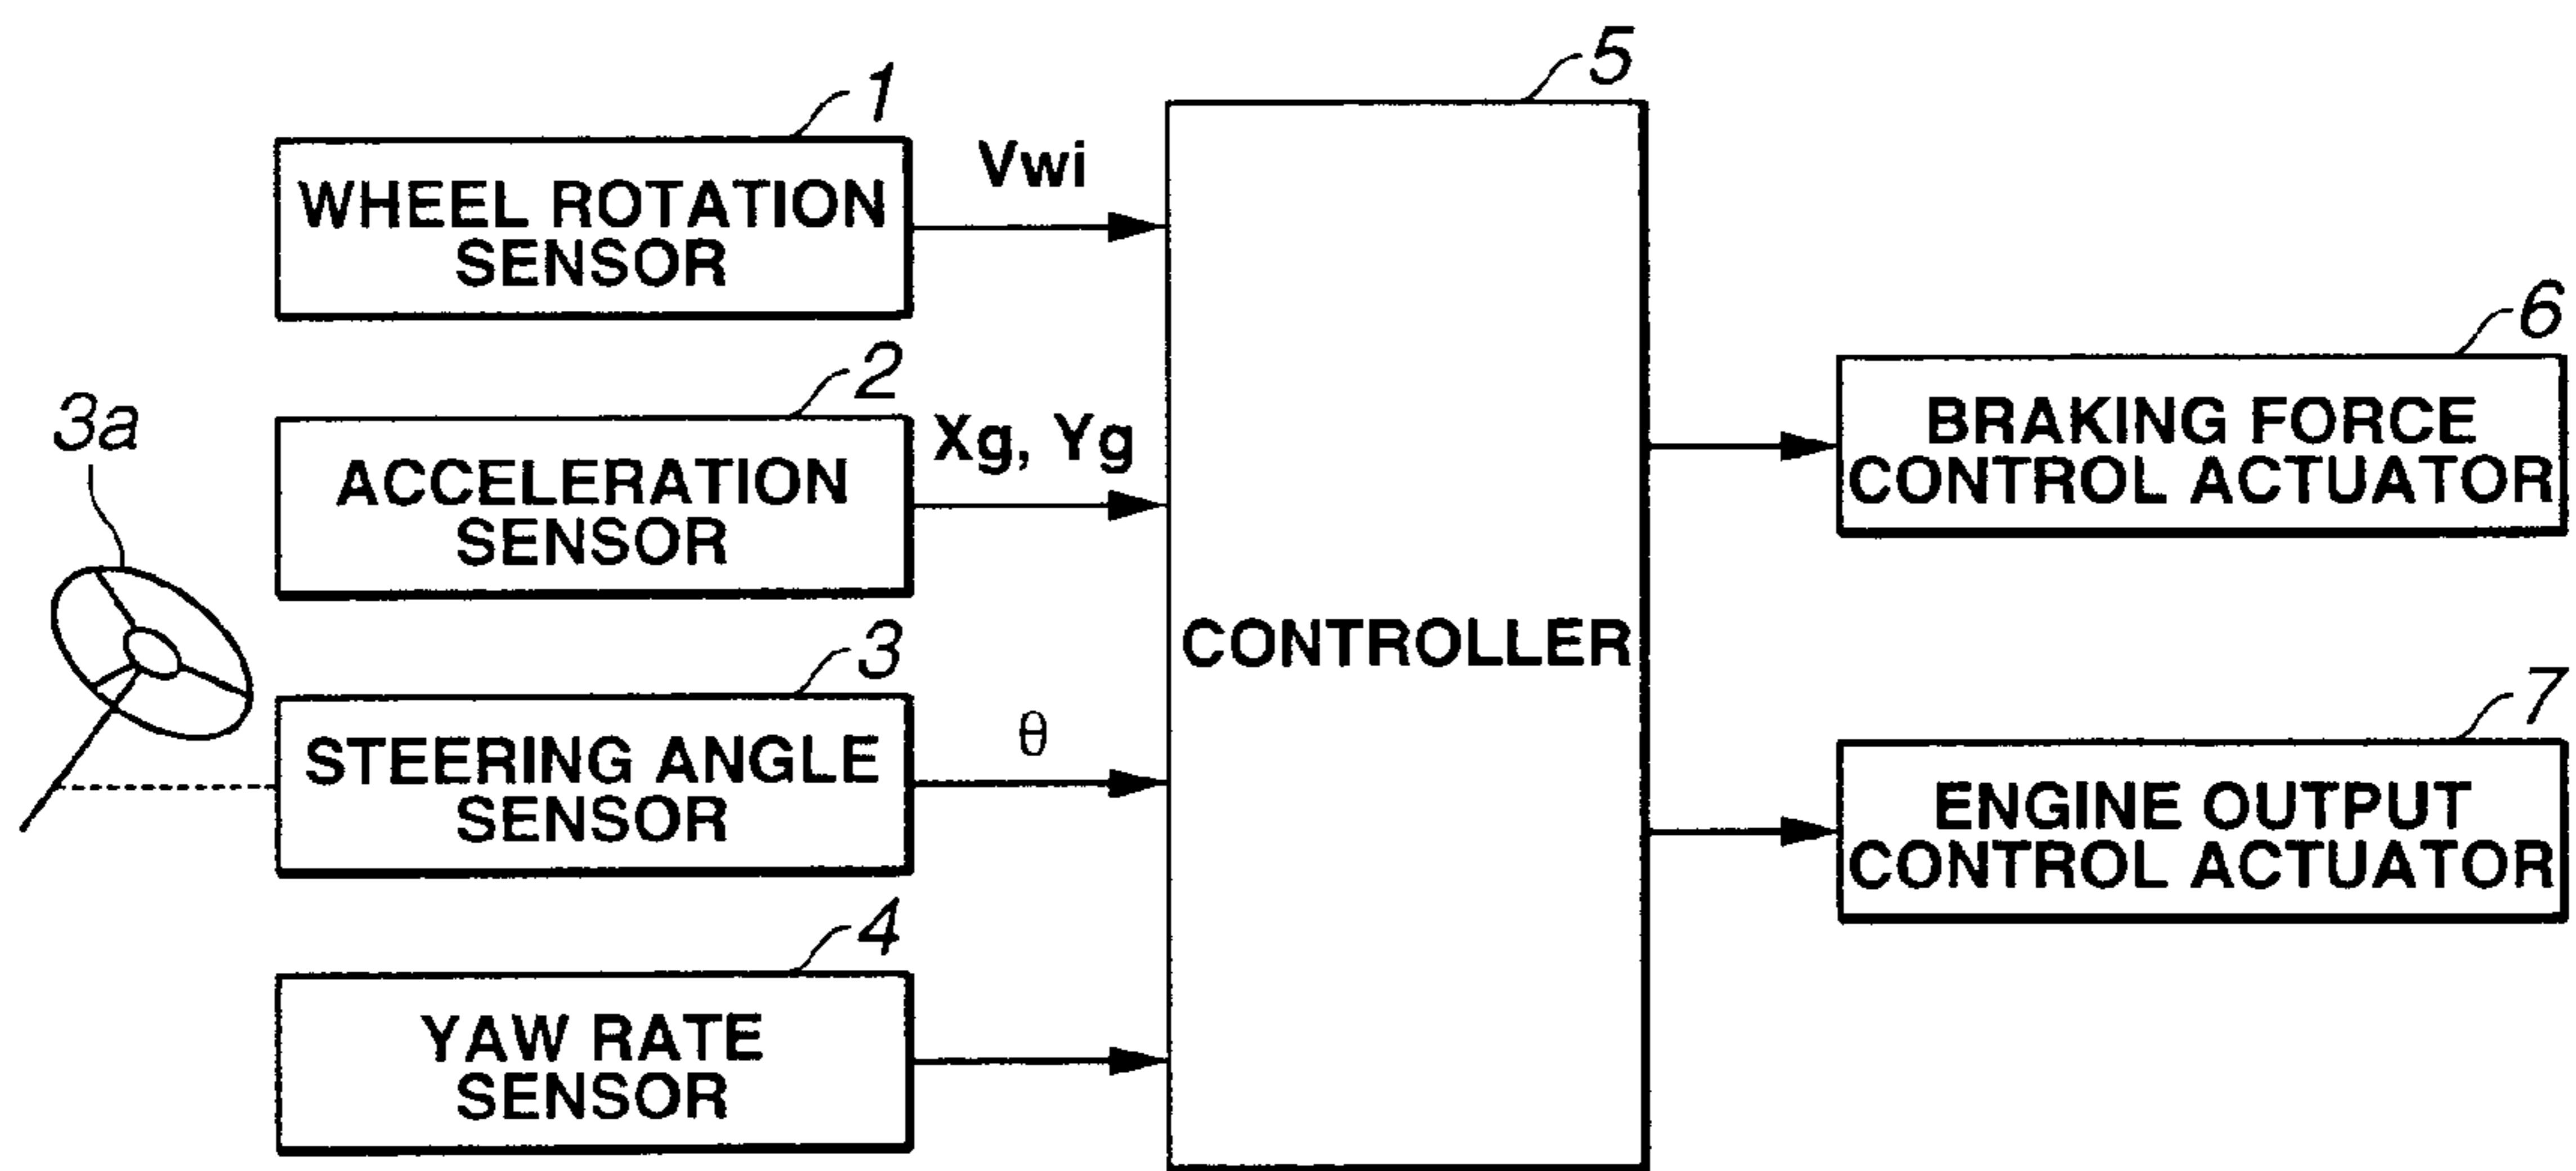 1
WHEEL ROTATION
SENSOR
Vwi
2
ACCELERATION
SENSOR
Xg, Yg
3a
3
STEERING ANGLE
SENSOR
θ
4
YAW RATE
SENSOR
5
CONTROLLER
6
BRAKING FORCE
CONTROL ACTUATOR
7
ENGINE OUTPUT
CONTROL ACTUATOR